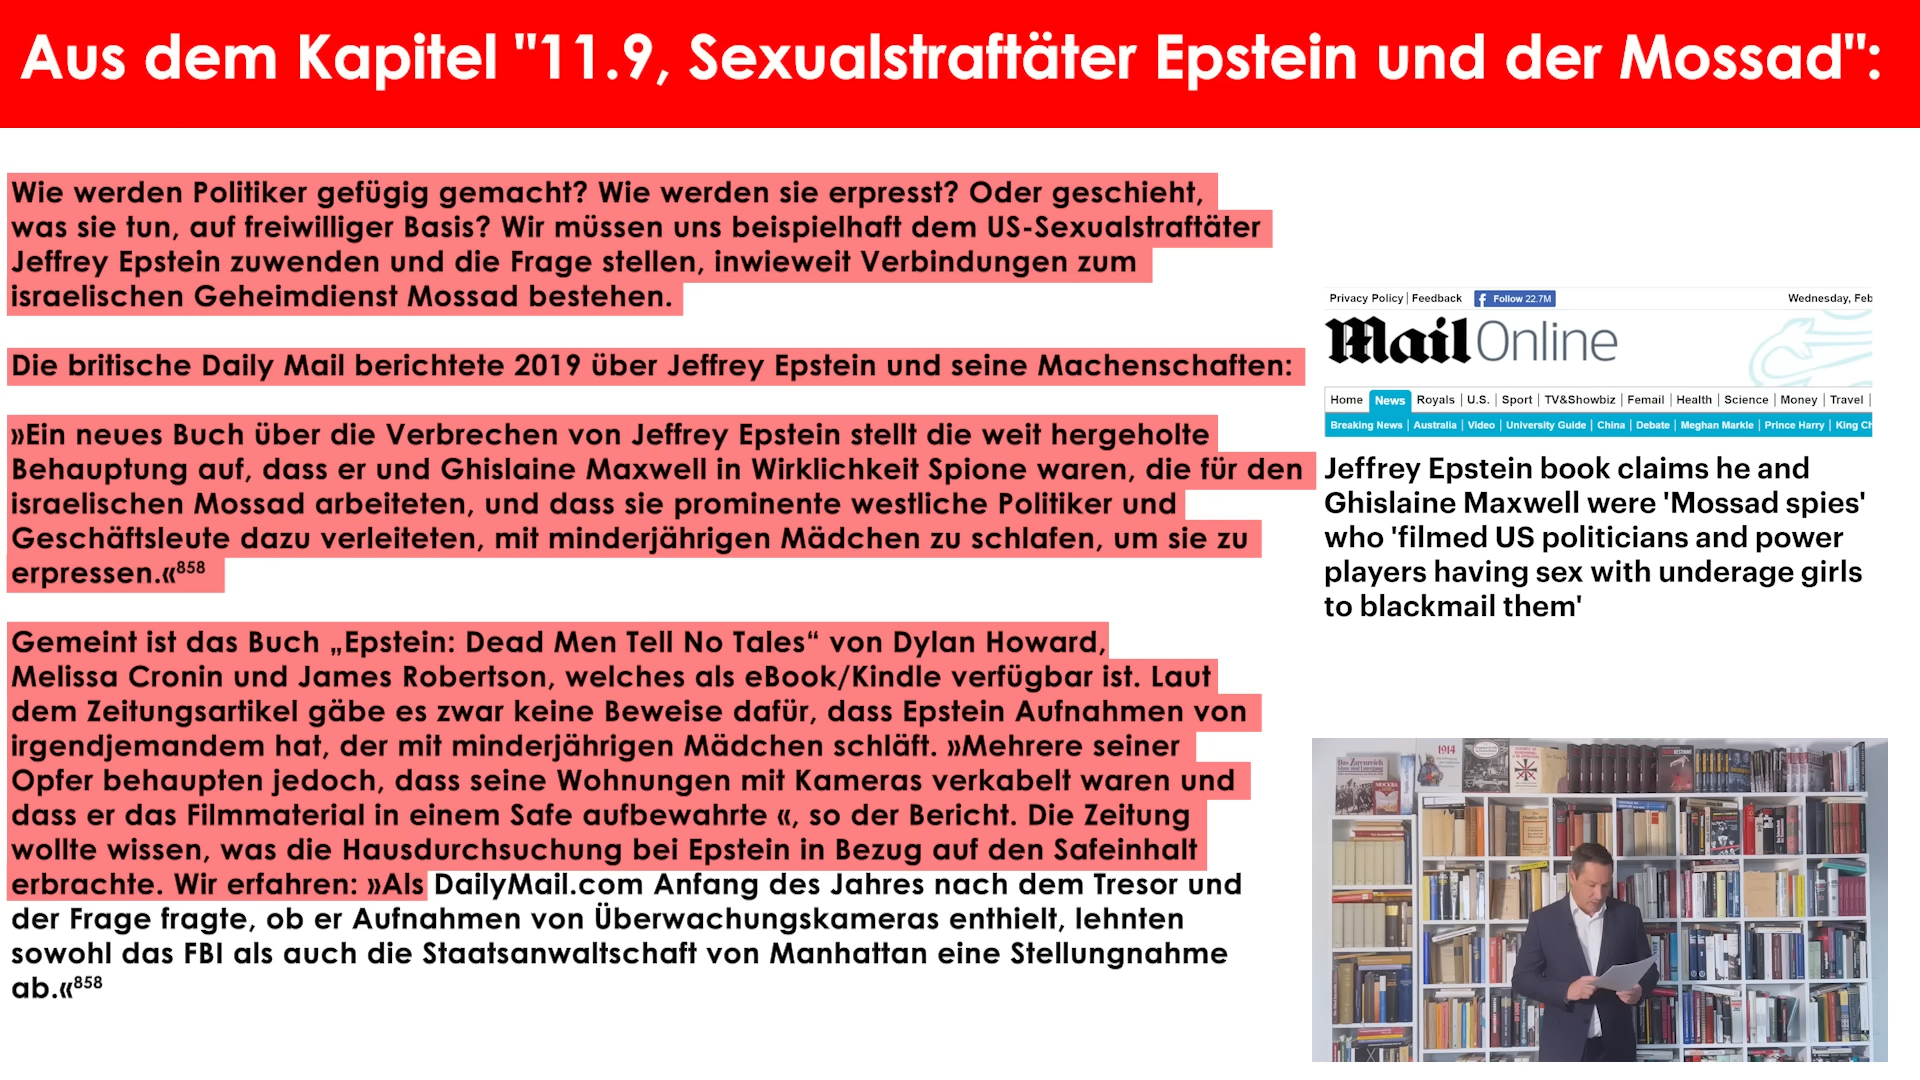 Aus dem Kapitel "11.9, Sexualstraftäter Epstein und der Mossad":
Wie werden Politiker gefügig gemacht? Wie werden sie erpresst? Oder geschieht,
was sie tun, auf freiwilliger Basis? Wir müssen uns beispielhaft dem US-Sexualstraftäter
Jeffrey Epstein zuwenden und die Frage stellen, inwieweit Verbindungen zum
israelischen Geheimdienst Mossad bestehen.
Die britische Daily Mail berichtete 2019 über Jeffrey Epstein und seine Machenschaften:
»Ein neues Buch über die Verbrechen von Jeffrey Epstein stellt die weit hergeholte
Behauptung auf, dass er und Ghislaine Maxwell in Wirklichkeit Spione waren, die für den
israelischen Mossad arbeiteten, und dass sie prominente westliche Politiker und
Geschäftsleute dazu verleiteten, mit minderjährigen Mädchen zu schlafen, um sie zu
erpressen.«858
Gemeint ist das Buch „Epstein: Dead Men Tell No Tales“ von Dylan Howard,
Melissa Cronin und James Robertson, welches als eBook/Kindle verfügbar ist. Laut
dem Zeitungsartikel gäbe es zwar keine Beweise dafür, dass Epstein Aufnahmen von
irgendjemandem hat, der mit minderjährigen Mädchen schläft. »Mehrere seiner
Opfer behaupten jedoch, dass seine Wohnungen mit Kameras verkabelt waren und
dass er das Filmmaterial in einem Safe aufbewahrte «, so der Bericht. Die Zeitung
wollte wissen, was die Hausdurchsuchung bei Epstein in Bezug auf den Safeinhalt
erbrachte. Wir erfahren: »Als DailyMail.com Anfang des Jahres nach dem Tresor und
der Frage fragte, ob er Aufnahmen von Überwachungskameras enthielt, lehnten
sowohl das FBI als auch die Staatsanwaltschaft von Manhattan eine Stellungnahme
ab.«858
Privacy Policy | Feedback f Follow 22.7M Wednesday, Feb
Mail Online
Home | News | Royals | U.S. | Sport | TV&Showbiz | Femail | Health | Science | Money | Travel |
Breaking News | Australia | Video | University Guide | China | Debate | Meghan Markle | Prince Harry | King Ch
Jeffrey Epstein book claims he and
Ghislaine Maxwell were 'Mossad spies'
who 'filmed US politicians and power
players having sex with underage girls
to blackmail them'
1914
Das Zarenreich
МОСКВА